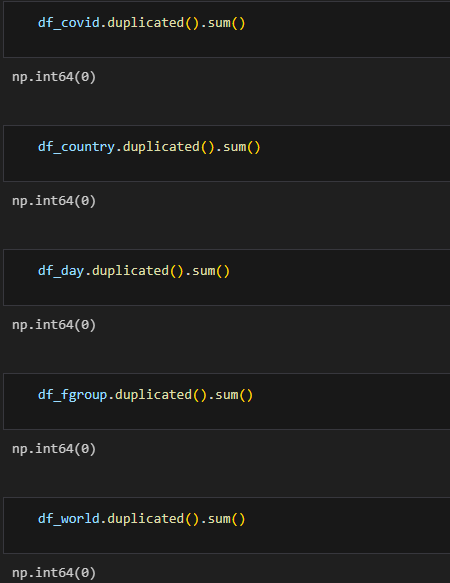 df_covid.duplicated().sum()
np.int64(0)
df_country.duplicated().sum()
np.int64(0)
df_day.duplicated().sum()
np.int64(0)
df_fgroup.duplicated().sum()
np.int64(0)
df_world.duplicated().sum()
np.int64(0)